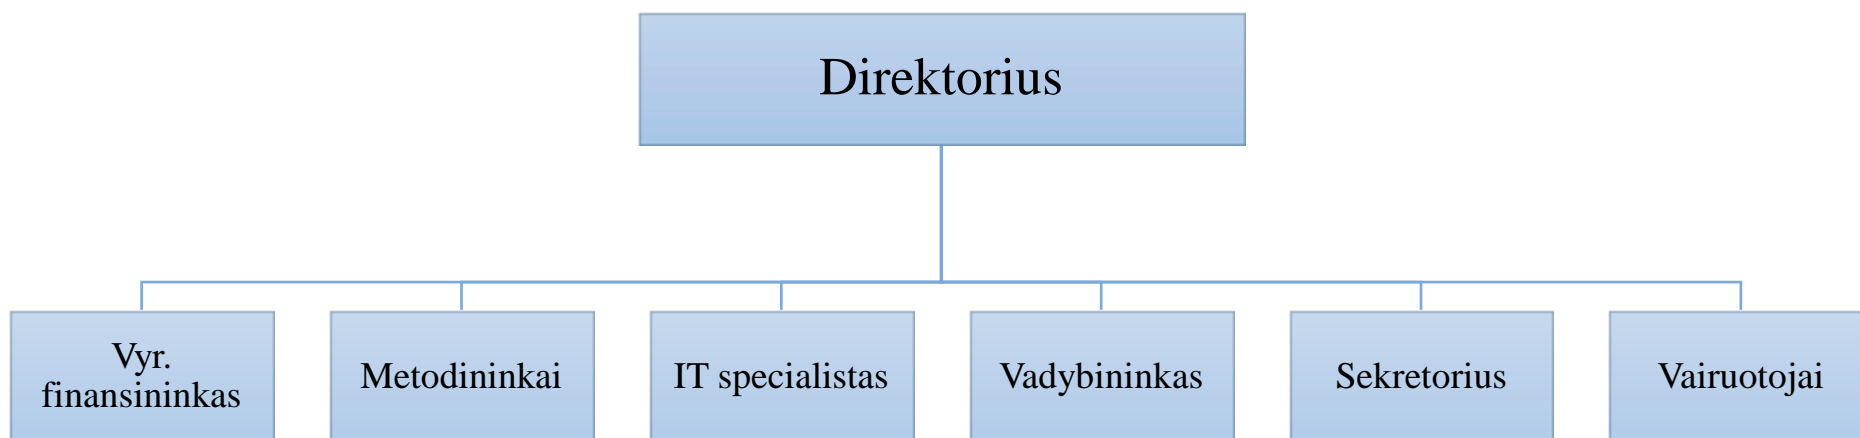 Direktorius
Vyr.
finansininkas
Metodininkai
IT specialistas
Vadybininkas
Sekretorius
Vairuotojai